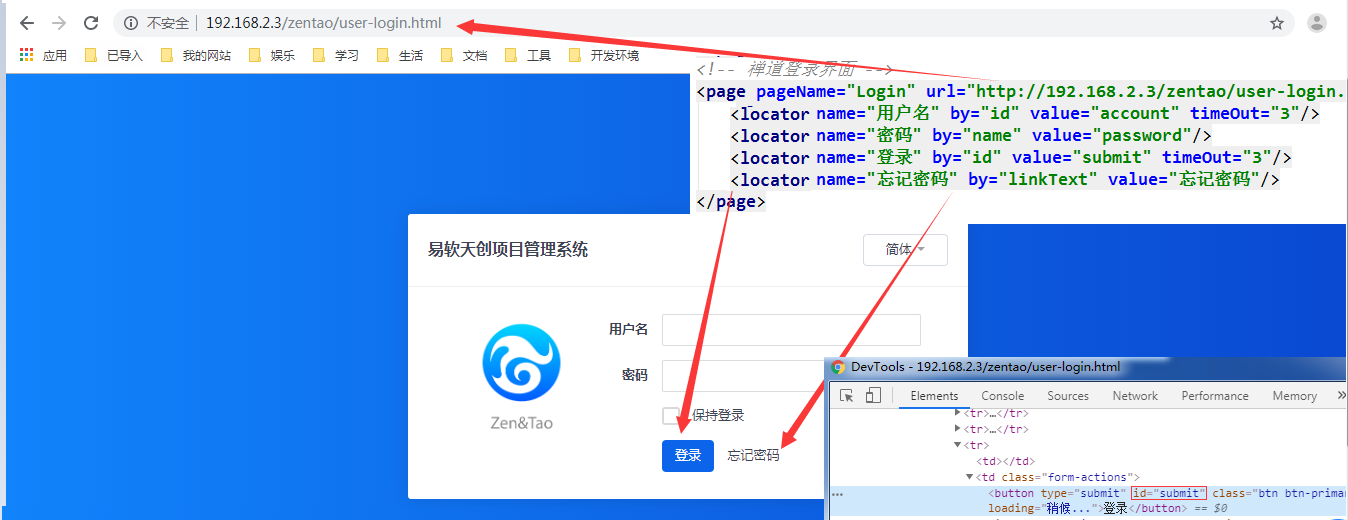 不安全 192.168.2.3/zentao/user-login.html
应用 已导入 我的网站 娱乐 学习 生活 文档 工具 开发环境
<!-- 禅道登录界面 -->
<page pageName="Login" url="http://192.168.2.3/zentao/user-login.
<locator name="用户名" by="id" value="account" timeOut="3"/>
<locator name="密码" by="name" value="password"/>
<locator name="登录" by="id" value="submit" timeOut="3"/>
<locator name="忘记密码" by="linkText" value="忘记密码"/>
</page>
易软天创项目管理系统
简体
用户名
密码
Zen&Tao
保持登录
登录 忘记密码
DevTools - 192.168.2.3/zentao/user-login.html
Elements Console Sources Network Performance Memory »
<tr>…</tr>
<tr>…</tr>
<tr>
<td></td>
<td class="form-actions">
<button type="submit" id="submit" class="btn btn-prima
loading="稍候...">登录</button> == $0